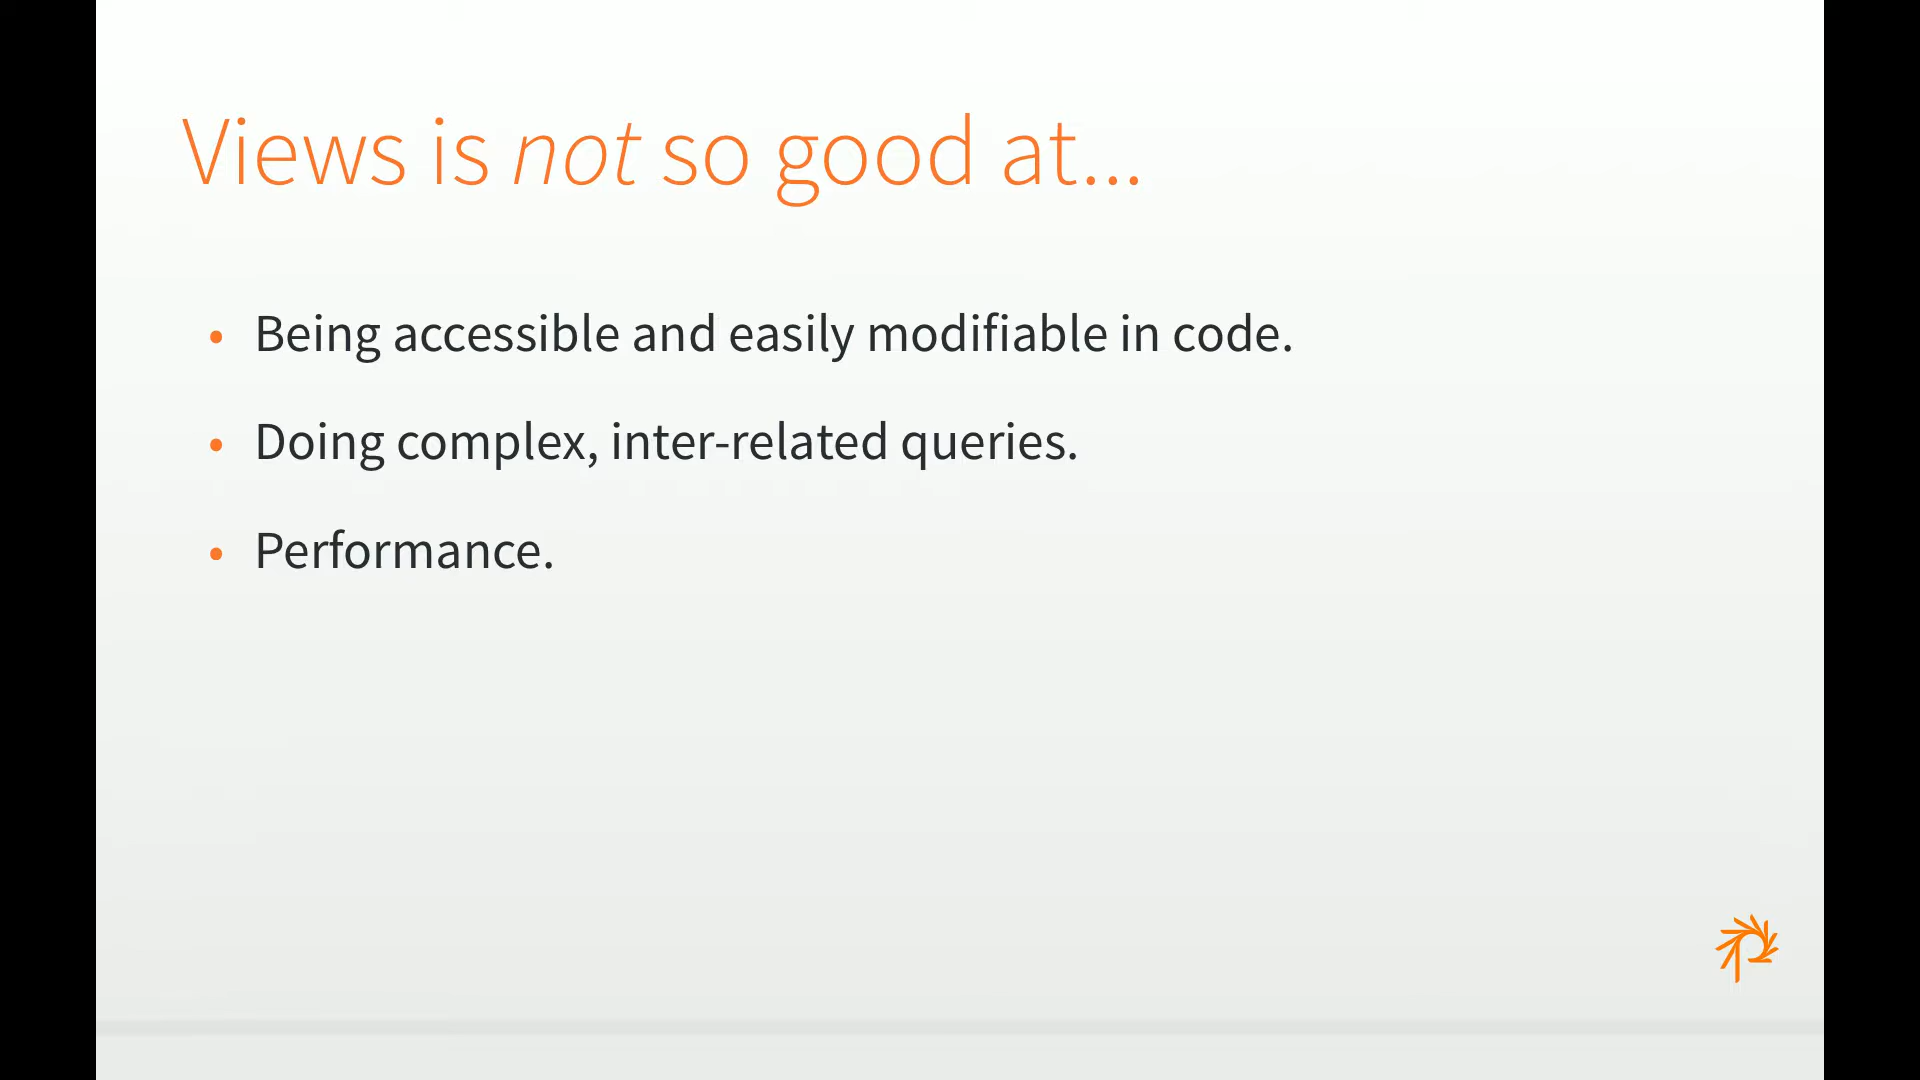 Views is not so good at...
• Being accessible and easily modifiable in code.
• Doing complex, inter-related queries.
• Performance.